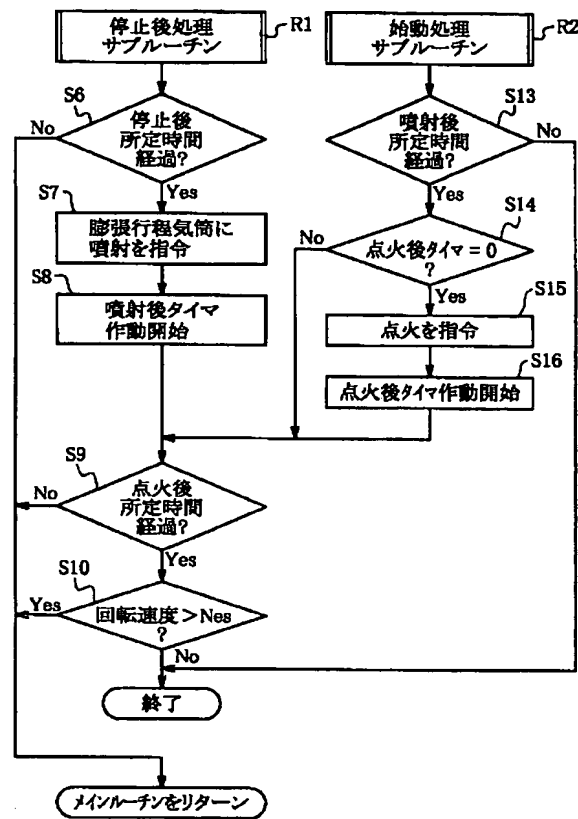 停止後処理
サブルーチン
R1
S6
停止後
所定時間
経過?
No
Yes
S7
膨張行程気筒に
噴射を指令
S8
噴射後タイマ
作動開始
始動処理
サブルーチン
R2
S13
噴射後
所定時間
経過?
No
Yes
S14
点火後タイマ=0
?
No
Yes
S15
点火を指令
S16
点火後タイマ作動開始
S9
点火後
所定時間
経過?
No
Yes
S10
回転速度>Nes
?
Yes
No
終了
メインルーチンをリターン